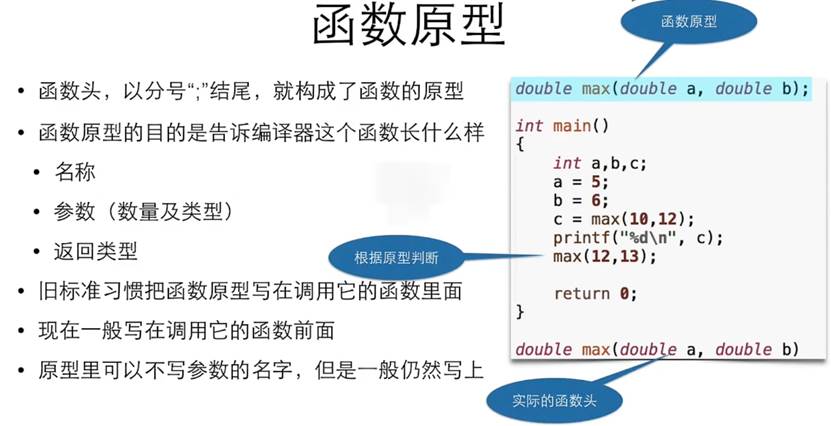 函数原型
函数原型
• 函数头，以分号“;”结尾，就构成了函数的原型
• 函数原型的目的是告诉编译器这个函数长什么样
• 名称
• 参数（数量及类型）
• 返回类型
• 旧标准习惯把函数原型写在调用它的函数里面
• 现在一般写在调用它的函数前面
• 原型里可以不写参数的名字，但是一般仍然写上
double max(double a, double b);
int main()
{
int a,b,c;
a = 5;
b = 6;
c = max(10,12);
printf("%d\n", c);
max(12,13);
return 0;
}
double max(double a, double b)
根据原型判断
实际的函数头